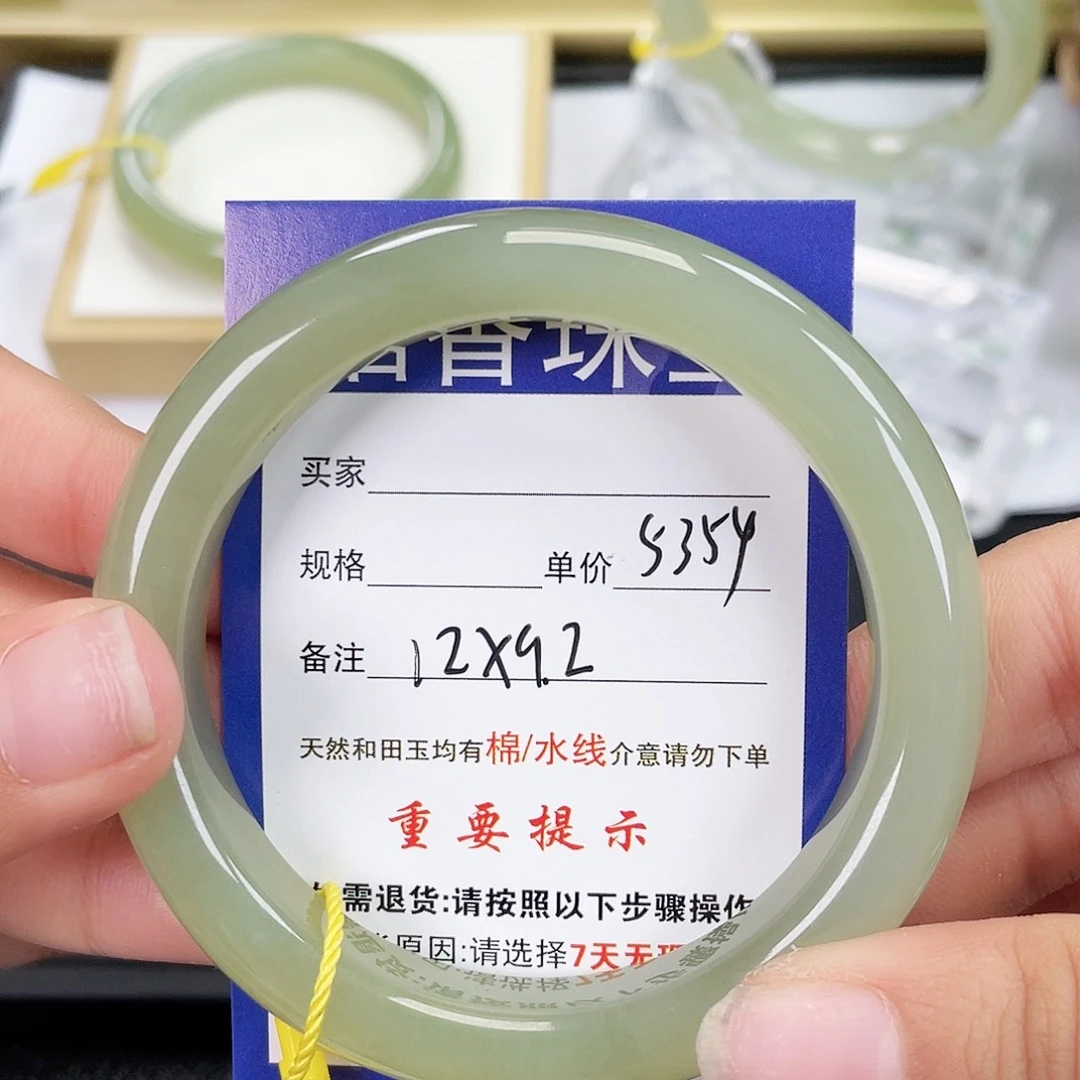 香珠
买家
规格 单价 5354
备注 12X9.2
天然和田玉均有棉/水线介意请勿下单
重要提示
需退货:请按照以下步骤操作
原因:请选择7天无理